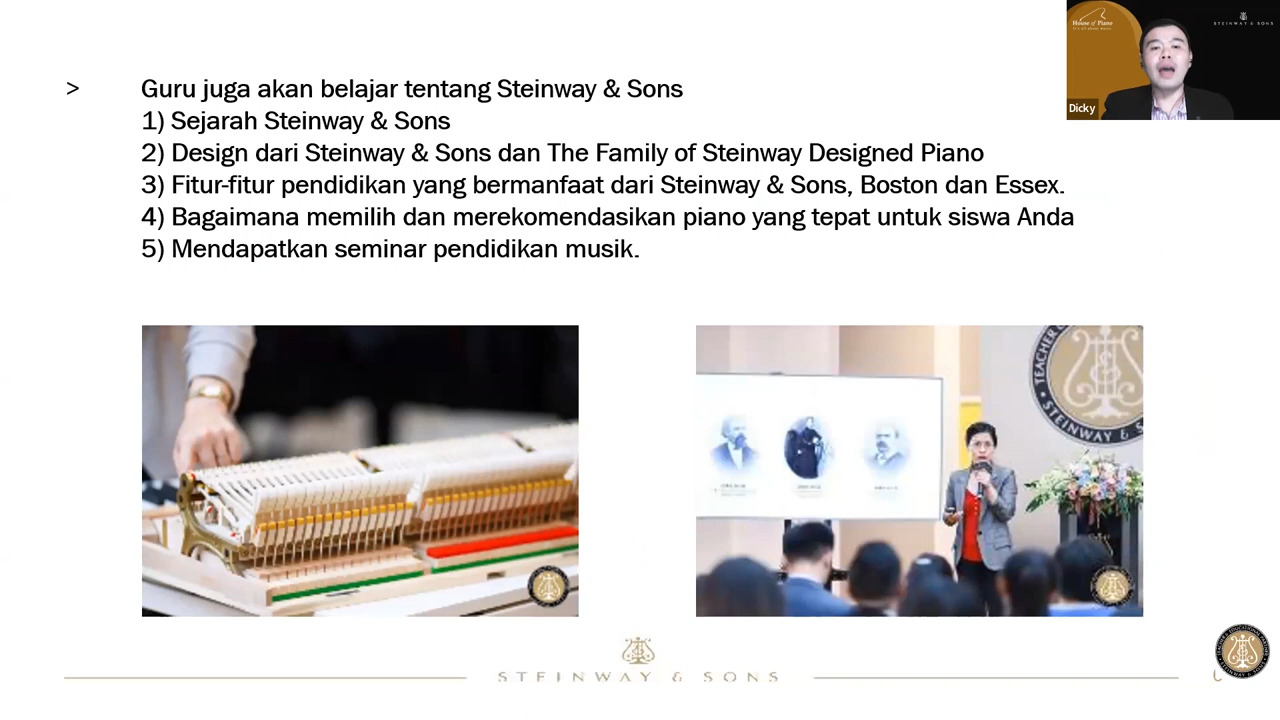 > Guru juga akan belajar tentang Steinway & Sons
1) Sejarah Steinway & Sons
2) Design dari Steinway & Sons dan The Family of Steinway Designed Piano
3) Fitur-fitur pendidikan yang bermanfaat dari Steinway & Sons, Boston dan Essex.
4) Bagaimana memilih dan merekomendasikan piano yang tepat untuk siswa Anda
5) Mendapatkan seminar pendidikan musik.
House of Piano
STEINWAY & SONS
Dicky
TEACHER
STEINWAY & S
STEINWAY & SONS